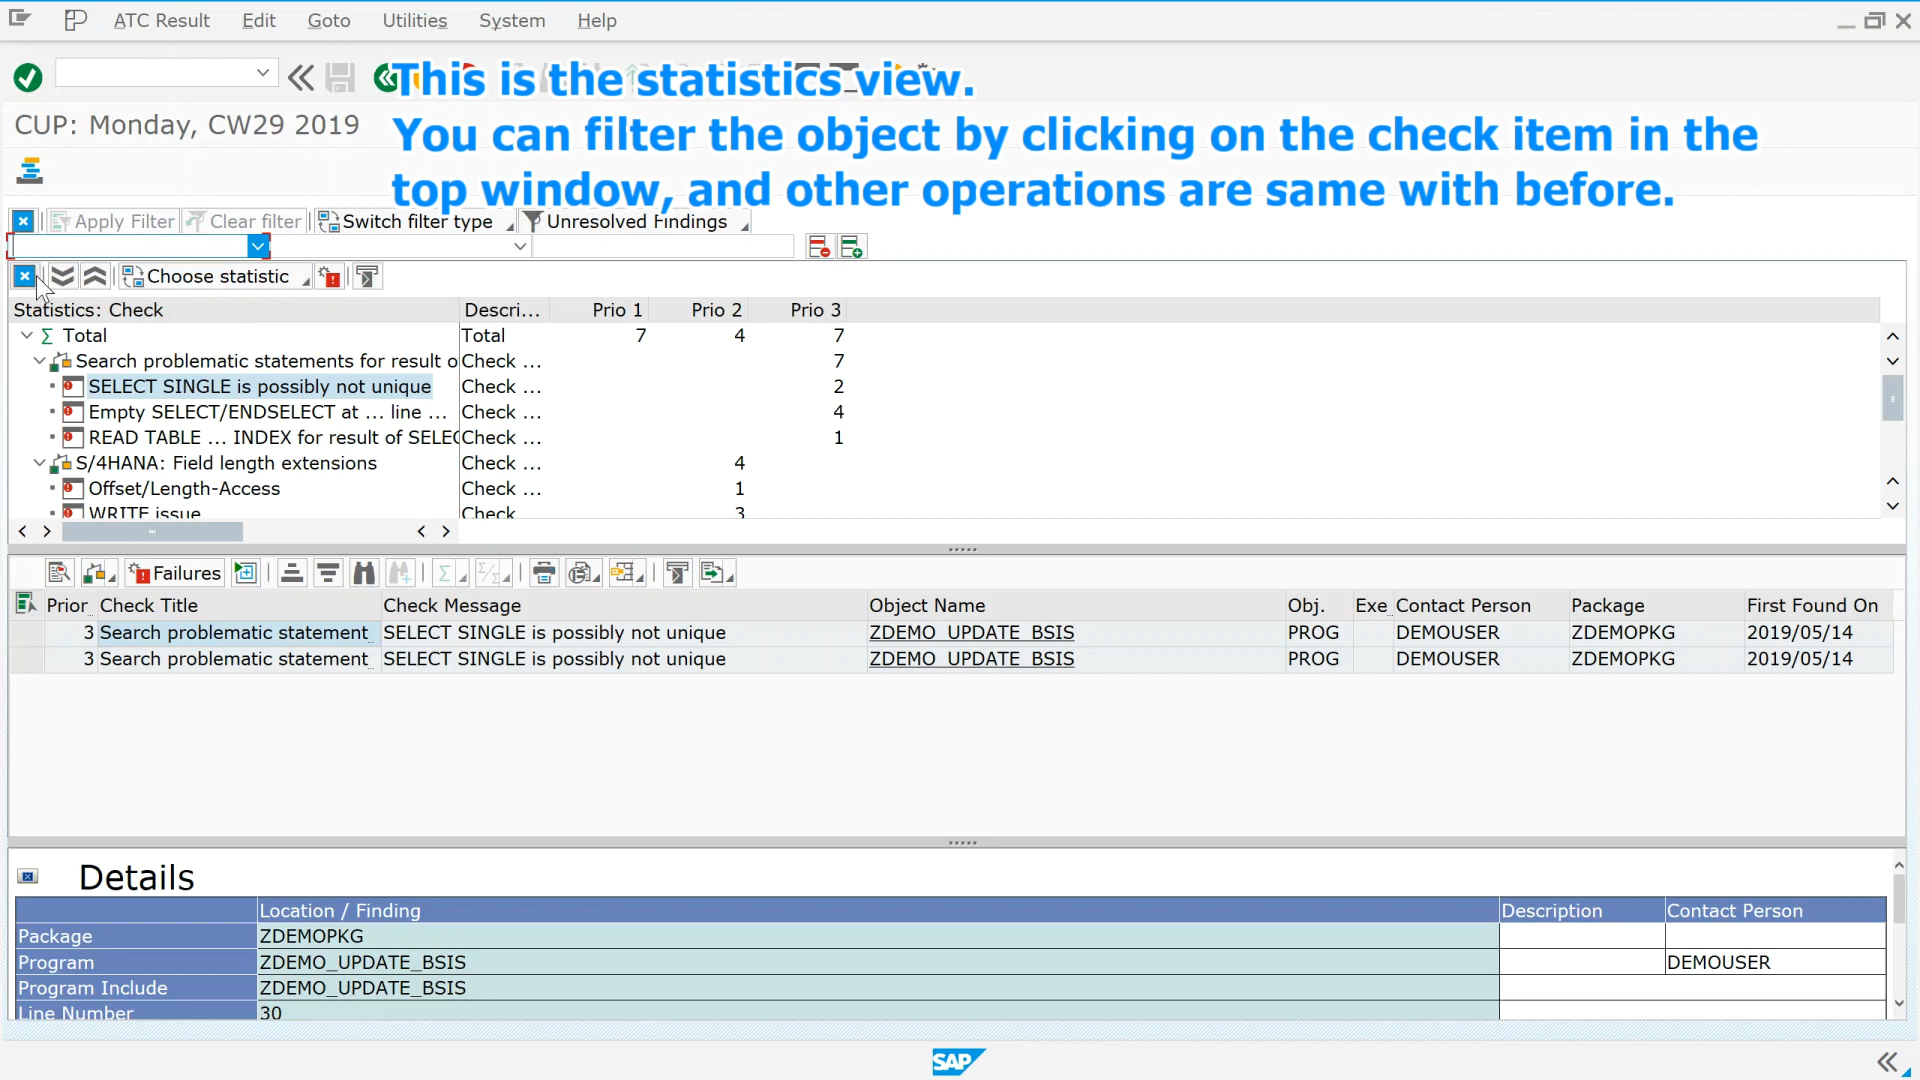 ATC Result Edit Goto Utilities System Help
This is the statistics view.
CUP: Monday, CW29 2019
You can filter the object by clicking on the check item in the
top window, and other operations are same with before.
Apply Filter Clear filter Switch filter type Unresolved Findings
Choose statistic
Statistics: Check Descri... Prio 1 Prio 2 Prio 3
Total Total 7 4 7
Search problematic statements for result o Check ... 7
SELECT SINGLE is possibly not unique Check ... 2
Empty SELECT/ENDSELECT at ... line ... Check ... 4
READ TABLE ... INDEX for result of SELEC Check ... 1
S/4HANA: Field length extensions Check ... 4
Offset/Length-Access Check ... 1
WRITE issue Check 3
Failures
Prior Check Title Check Message Object Name Obj. Exe Contact Person Package First Found On
3 Search problematic statement SELECT SINGLE is possibly not unique ZDEMO_UPDATE_BSIS PROG DEMOUSER ZDEMOPKG 2019/05/14
3 Search problematic statement SELECT SINGLE is possibly not unique ZDEMO_UPDATE_BSIS PROG DEMOUSER ZDEMOPKG 2019/05/14
Details
Location / Finding Description Contact Person
Package ZDEMOPKG
Program ZDEMO_UPDATE_BSIS DEMOUSER
Program Include ZDEMO_UPDATE_BSIS
Line Number 30
SAP